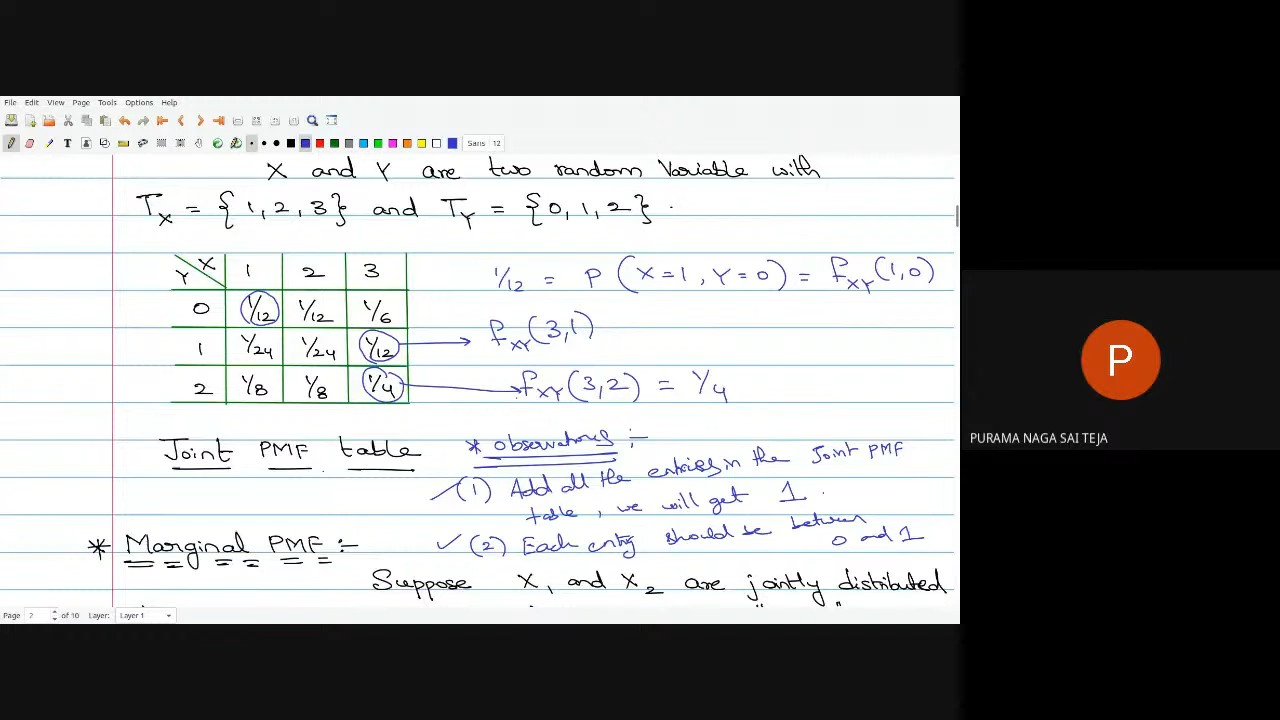 File Edit View Page Tools Options Help
Sans 12
X and Y are two random variable with
T_X = {1, 2, 3} and T_Y = {0, 1, 2}.
Y X 1 2 3
0 1/12 1/12 1/6
1 1/24 1/24 1/12
2 1/8 1/8 1/4
1/12 = P (X=1, Y=0) = f_XY(1,0)
f_XY(3,1)
f_XY(3,2) = 1/4
Joint PMF table
* Observations :-
(1) Add all the entries in the Joint PMF
table, we will get 1.
(2) Each entry should be between
0 and 1
* Marginal PMF :-
Suppose X_1 and X_2 are jointly distributed
Page 2 of 10 Layer: Layer 1
P
PURAMA NAGA SAI TEJA